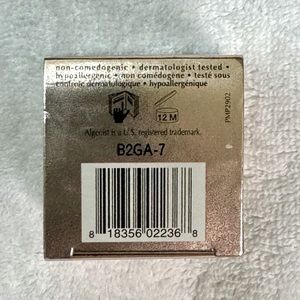 non-comedogenic • dermatologist tested •
hypoallergenic • non comédogène • testé sous
contrôle dermatologique • hypoallergénique
12 M
PMP2902
Algenist is a U.S. registered trademark.
B2GA-7
8 18356 02236 8